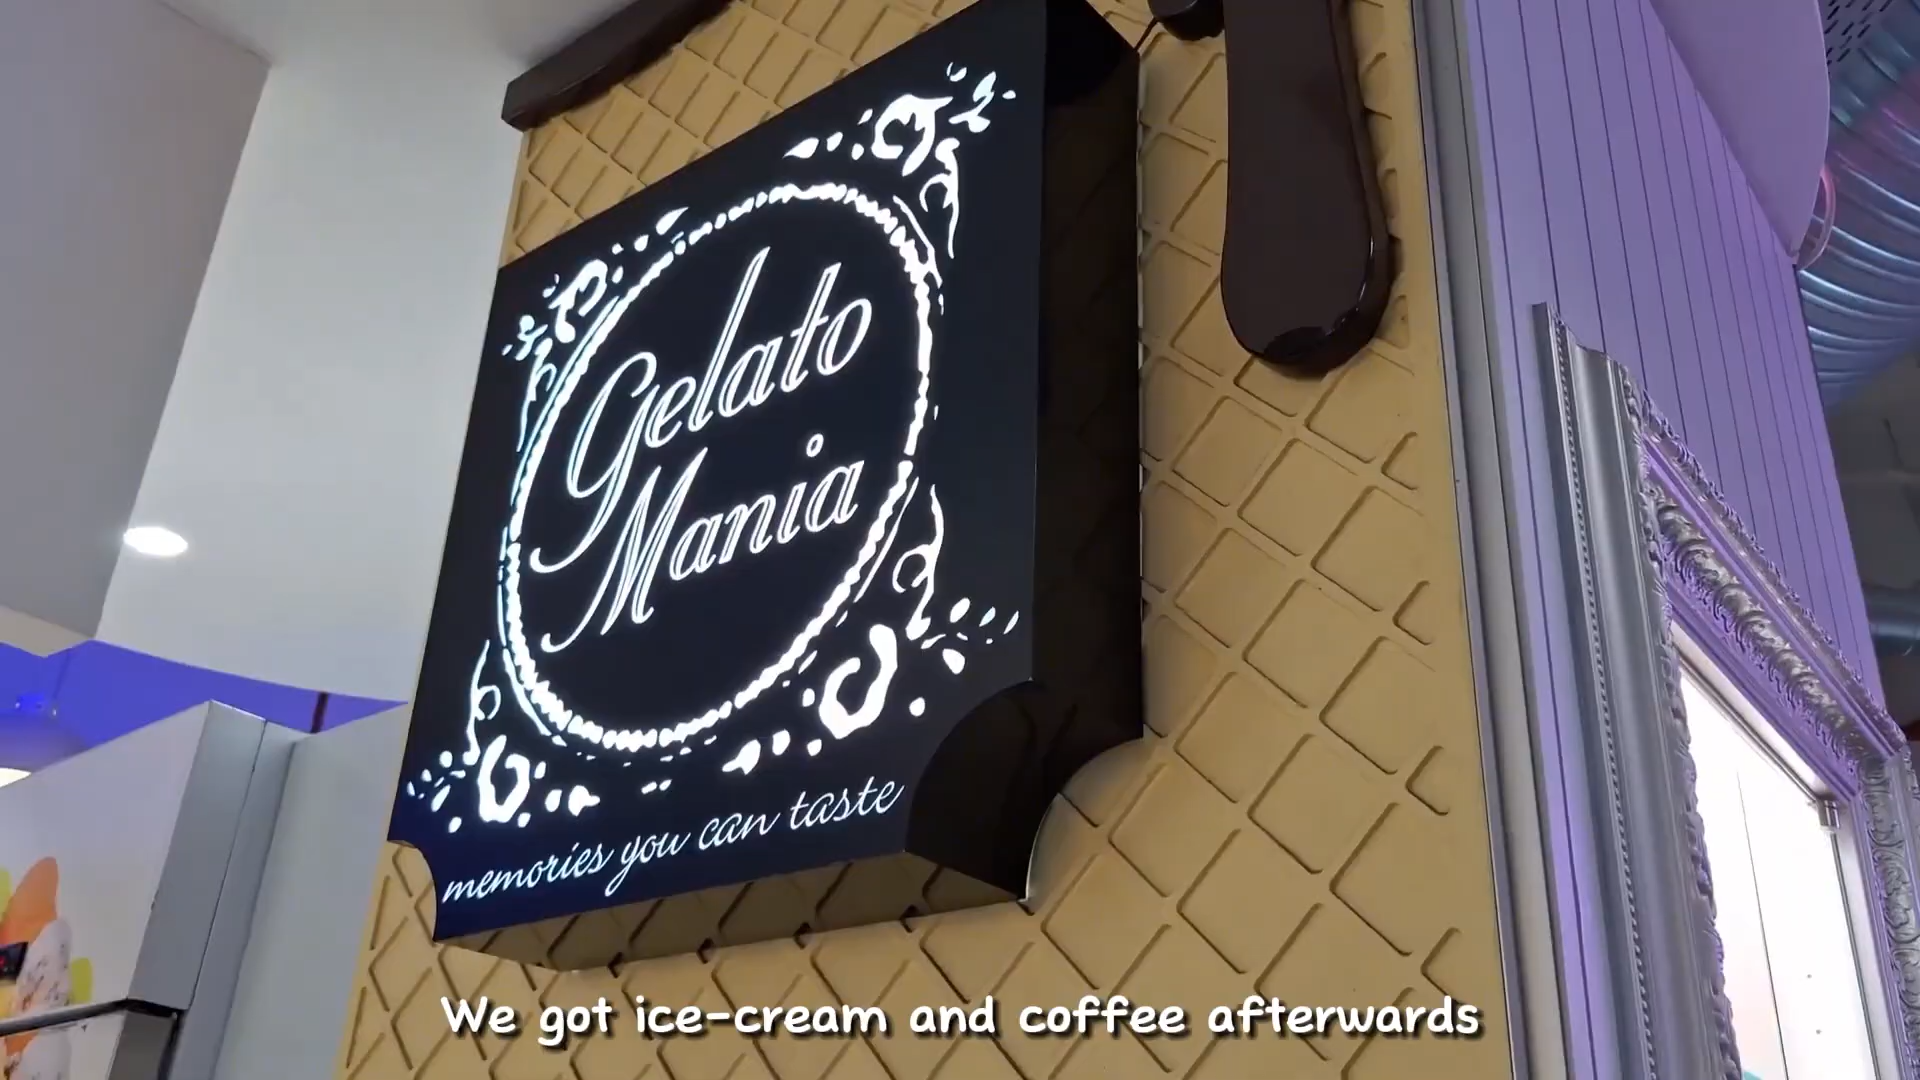 Gelato
Mania
memories you can taste
We got ice-cream and coffee afterwards